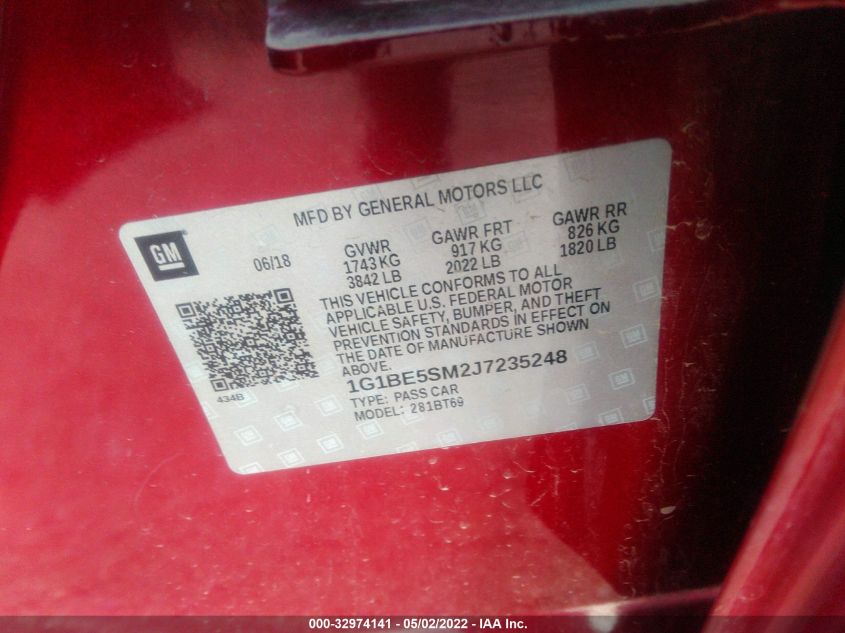 MFD BY GENERAL MOTORS LLC
GM
06/18
GVWR
1743 KG
3842 LB
GAWR FRT
917 KG
2022 LB
GAWR RR
826 KG
1820 LB
THIS VEHICLE CONFORMS TO ALL
APPLICABLE U.S. FEDERAL MOTOR
VEHICLE SAFETY, BUMPER, AND THEFT
PREVENTION STANDARDS IN EFFECT ON
THE DATE OF MANUFACTURE SHOWN
ABOVE.
434B
1G1BE5SM2J7235248
TYPE: PASS CAR
MODEL: 281BT69
000-32974141 - 05/02/2022 - IAA Inc.